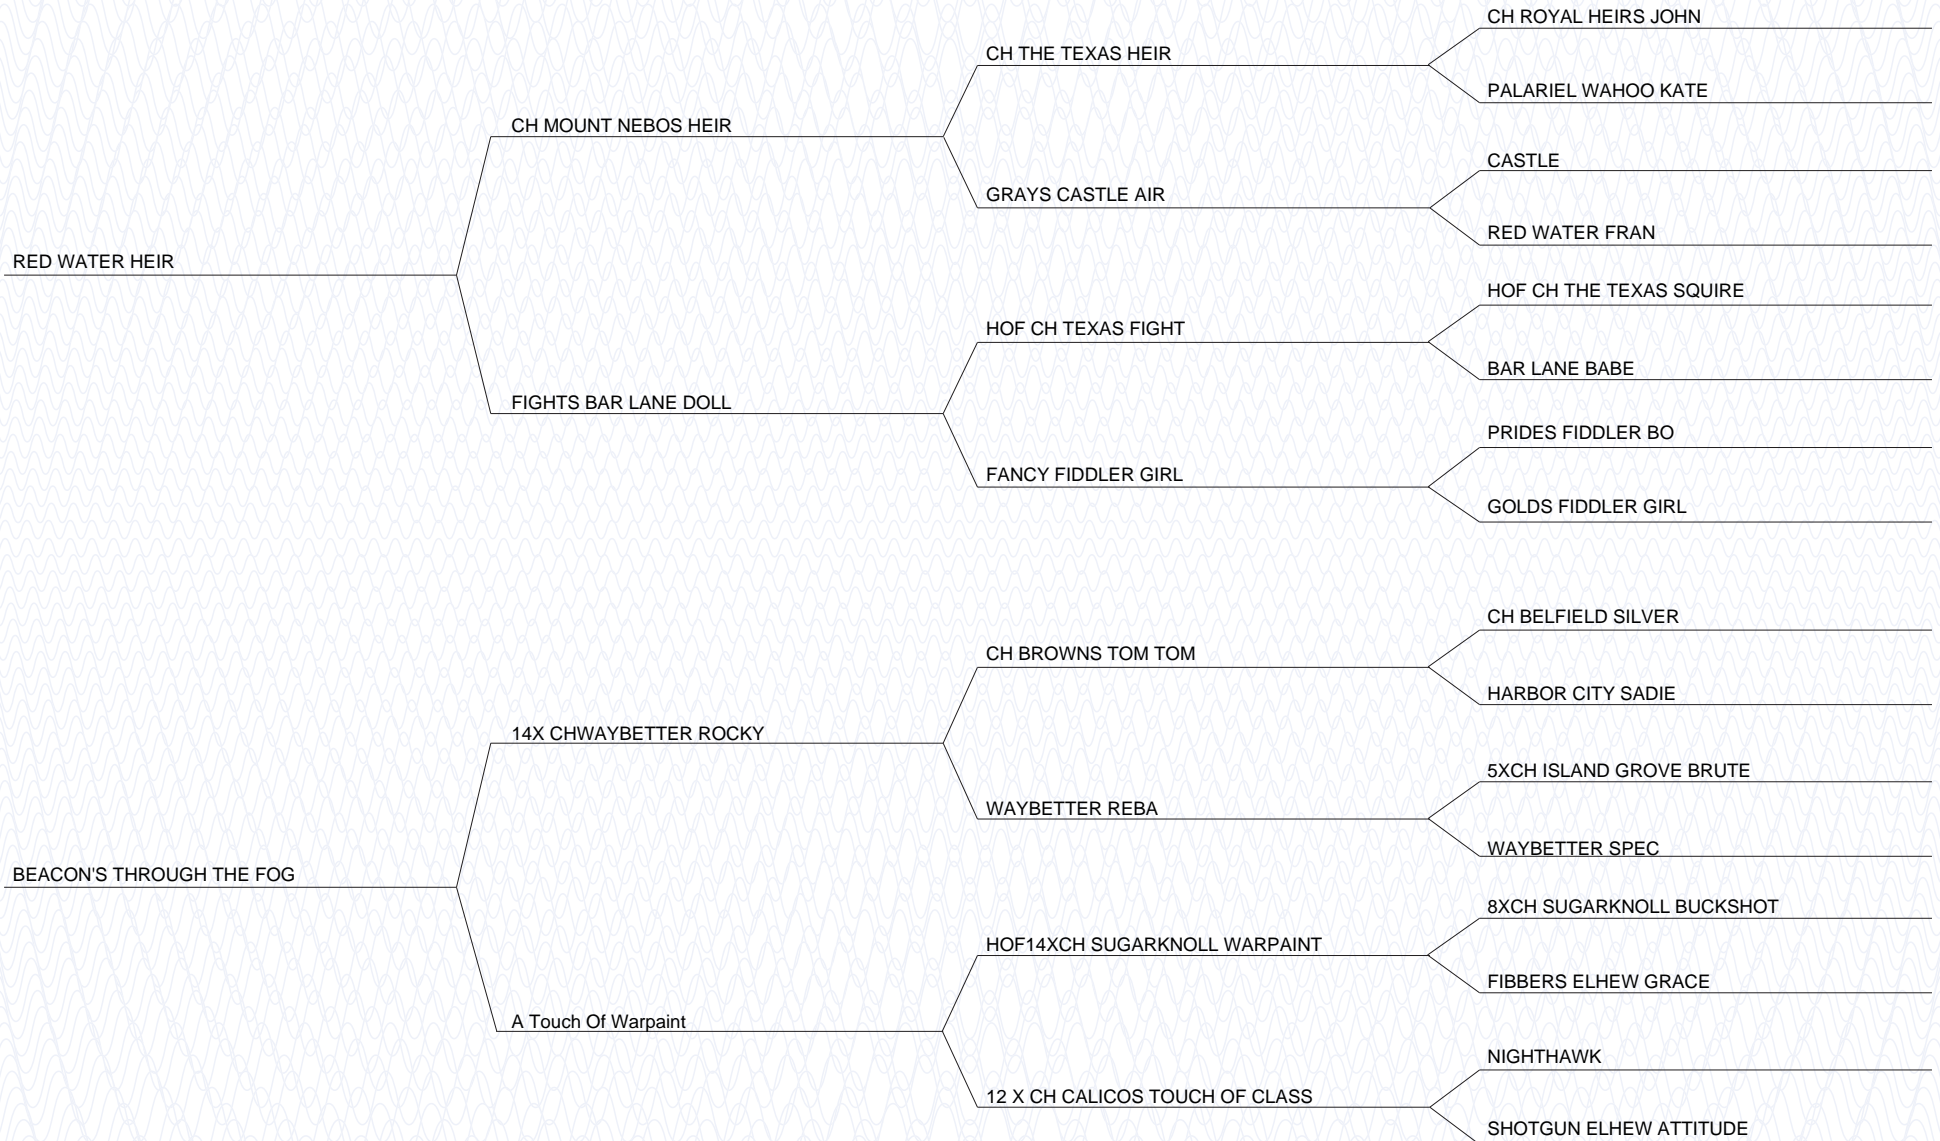 CH ROYAL HEIRS JOHN
CH THE TEXAS HEIR
PALARIEL WAHOO KATE
CH MOUNT NEBOS HEIR
CASTLE
GRAYS CASTLE AIR
RED WATER FRAN
RED WATER HEIR
HOF CH THE TEXAS SQUIRE
HOF CH TEXAS FIGHT
BAR LANE BABE
FIGHTS BAR LANE DOLL
PRIDES FIDDLER BO
FANCY FIDDLER GIRL
GOLDS FIDDLER GIRL
CH BELFIELD SILVER
CH BROWNS TOM TOM
HARBOR CITY SADIE
14X CHWAYBETTER ROCKY
5XCH ISLAND GROVE BRUTE
WAYBETTER REBA
WAYBETTER SPEC
BEACON'S THROUGH THE FOG
8XCH SUGARKNOLL BUCKSHOT
HOF14XCH SUGARKNOLL WARPAINT
FIBBERS ELHEW GRACE
A Touch Of Warpaint
NIGHTHAWK
12 X CH CALICOS TOUCH OF CLASS
SHOTGUN ELHEW ATTITUDE